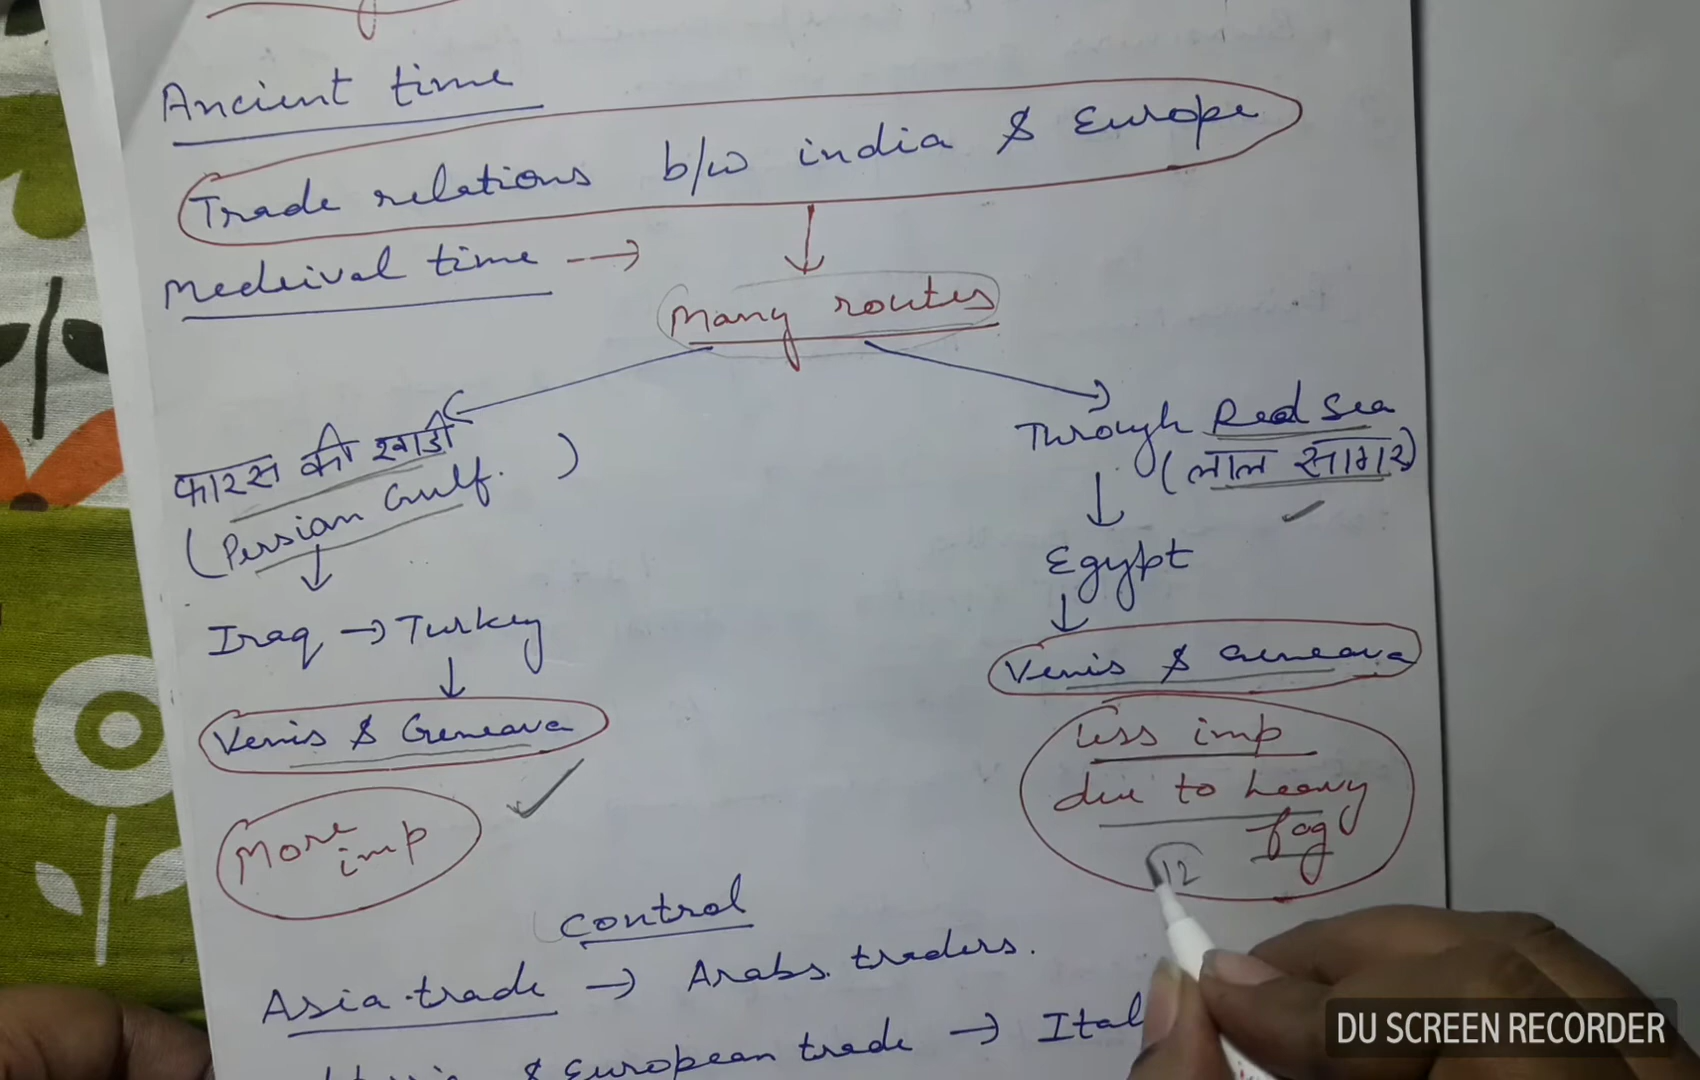 Ancient time
Trade relations b/w india & Europe
Medeival time -->
Many routes
फारस की खाडी
(Persian Gulf. )
Iraq → Turkey
Venis & Geneava
More imp
Through Red Sea
(लाल सागर)
Egypt
Venis & Geneava
Less imp
due to heavy
fog
12
Control
Asia trade → Arabs traders.
& European trade → Ital
DU SCREEN RECORDER